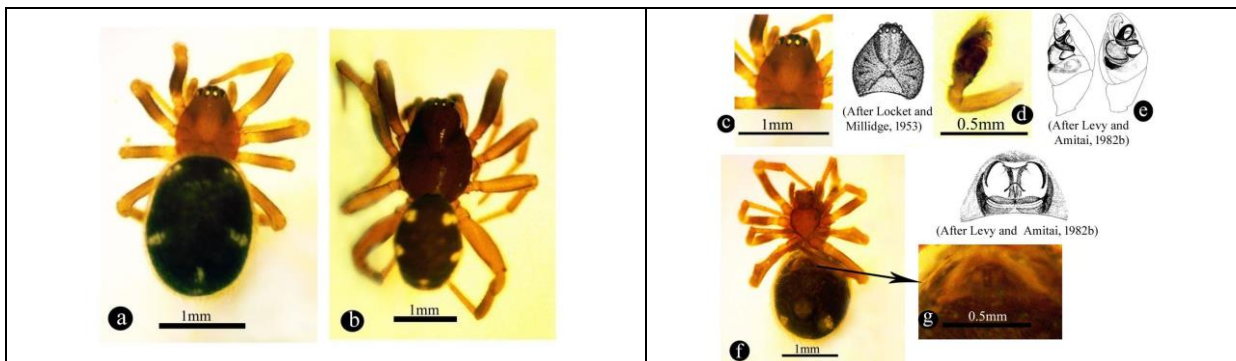 a
1mm
b
1mm
c
1mm
(After Locket and
Millidge, 1953)
d
0.5mm
e
(After Levy and
Amitai, 1982b)
f
1mm
(After Levy and Amitai, 1982b)
g
0.5mm